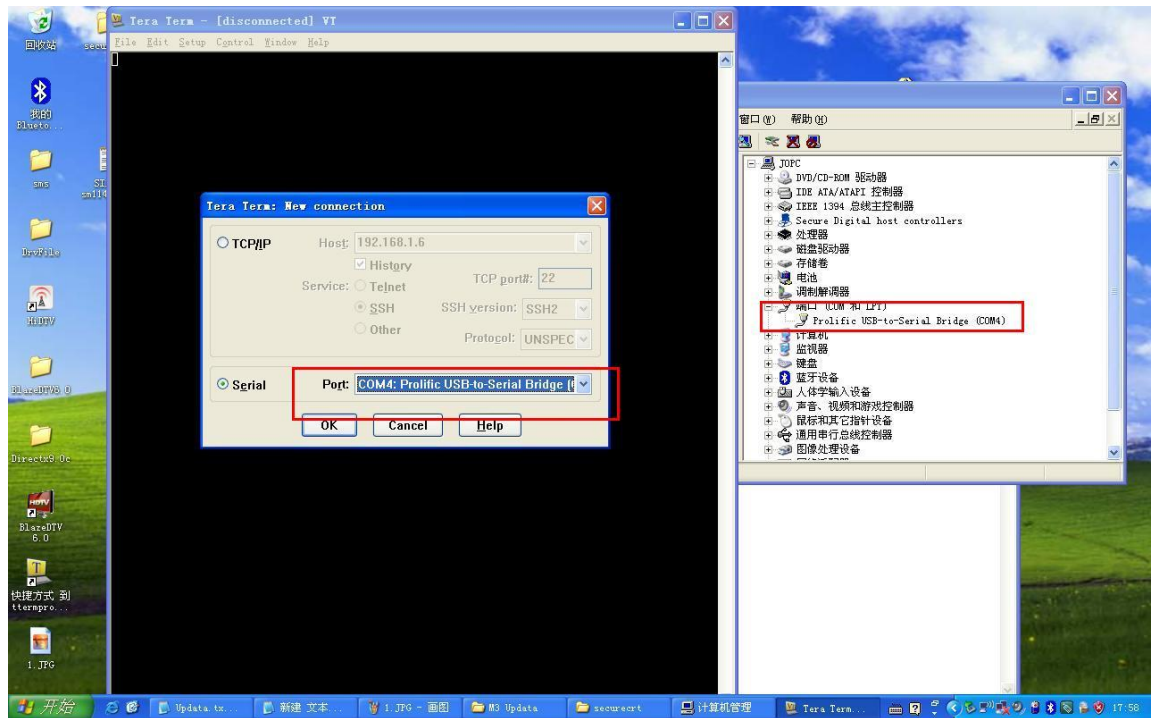 回收站
secu
我的
Blueto...
sms
DrvFile
HiDTV
BlazeDTV6 0
Directx9 0c
HDTV
BlazeDTV
6.0
快捷方式 到
ttermpro...
1.JPG
Tera Term - [disconnected] VT
File Edit Setup Control Window Help
Tera Term: New connection
TCP/IP
Host: 192.168.1.6
History
Service: Telnet
TCP port#: 22
SSH
SSH version: SSH2
Other
Protocol: UNSPEC
Serial
Port: COM4: Prolific USB-to-Serial Bridge (
OK Cancel Help
窗口(W) 帮助(H)
JOPC
DVD/CD-ROM 驱动器
IDE ATA/ATAPI 控制器
IEEE 1394 总线主控制器
Secure Digital host controllers
处理器
磁盘驱动器
存储卷
电池
调制解调器
端口 (COM 和 LPT)
Prolific USB-to-Serial Bridge (COM4)
计算机
监视器
键盘
蓝牙设备
人体学输入设备
声音、视频和游戏控制器
鼠标和其它指针设备
通用串行总线控制器
图像处理设备
开始
Updata.tx...
新建 文本...
1.JPG - 画图
M3 Updata
securecrt
计算机管理
Tera Term...
17:58